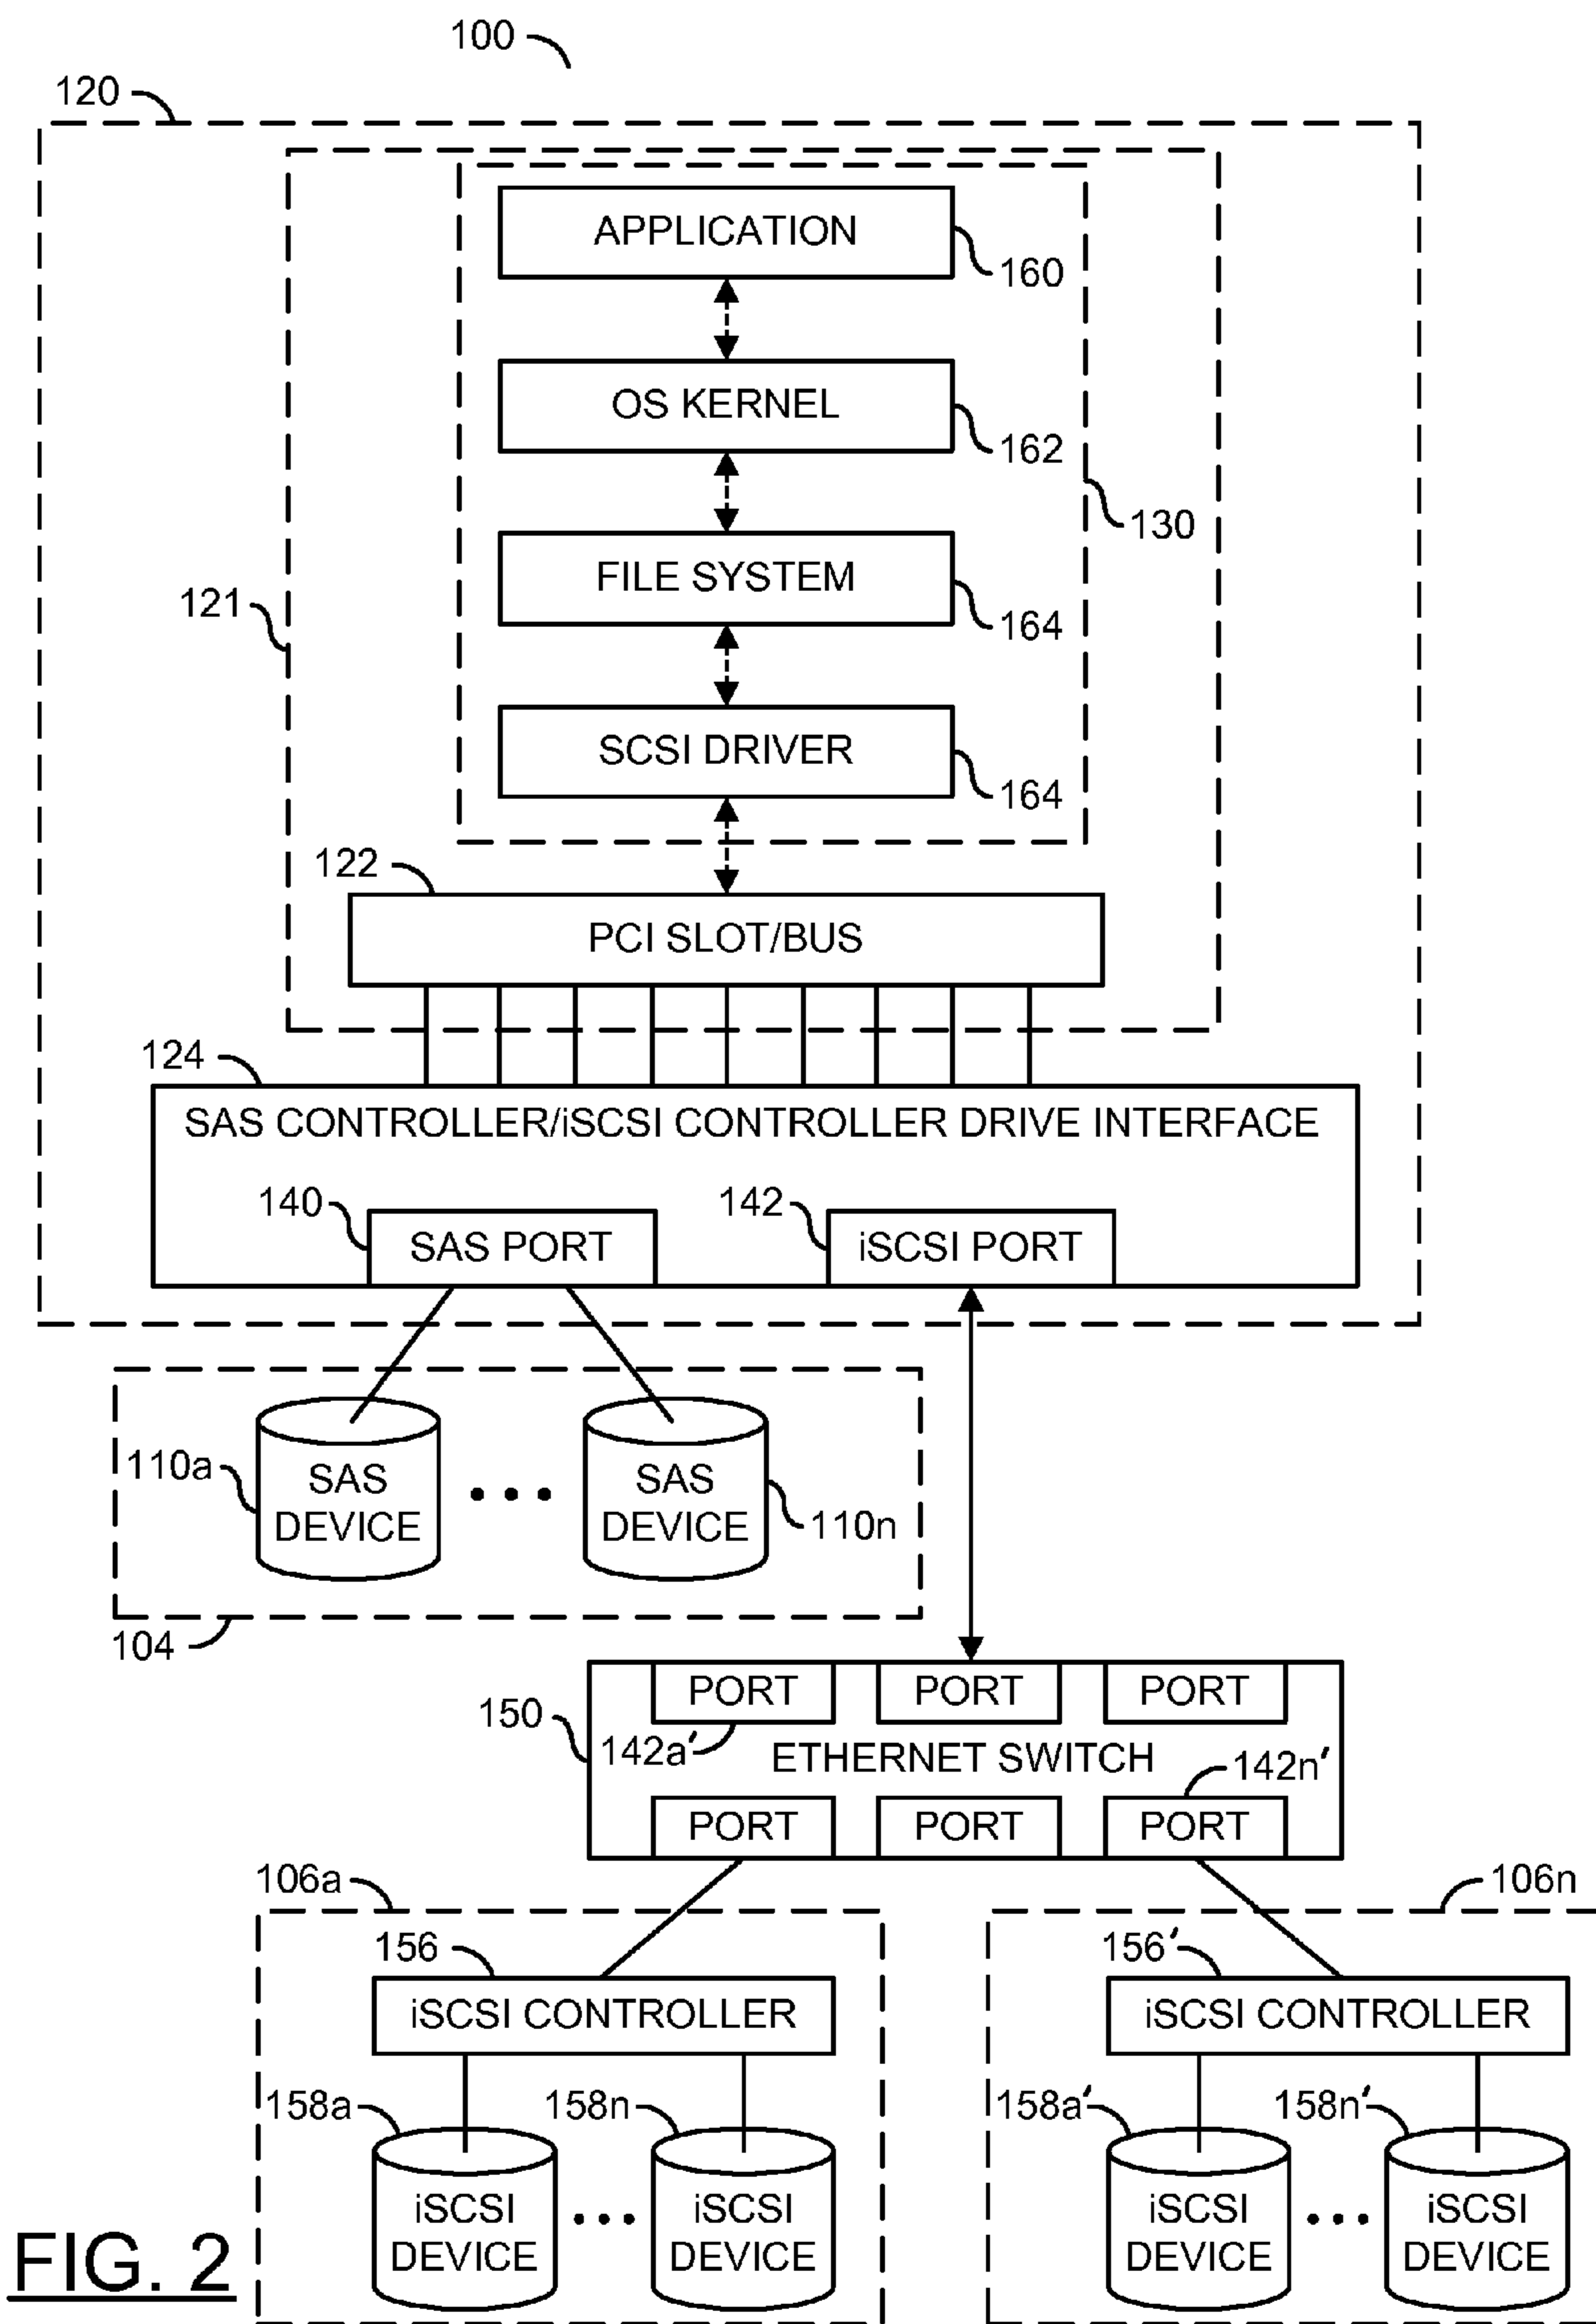 100
120
APPLICATION
160
OS KERNEL
162
130
FILE SYSTEM
121
164
SCSI DRIVER
164
122
PCI SLOT/BUS
124
SAS CONTROLLER/iSCSI CONTROLLER DRIVE INTERFACE
140
142
SAS PORT
iSCSI PORT
110a
SAS
DEVICE
SAS
DEVICE
110n
104
PORT
PORT
PORT
150
142a′
ETHERNET SWITCH
142n′
PORT
PORT
PORT
106a
106n
156
156′
iSCSI CONTROLLER
iSCSI CONTROLLER
158a
158n
158a′
158n′
iSCSI
DEVICE
iSCSI
DEVICE
iSCSI
DEVICE
iSCSI
DEVICE
FIG. 2